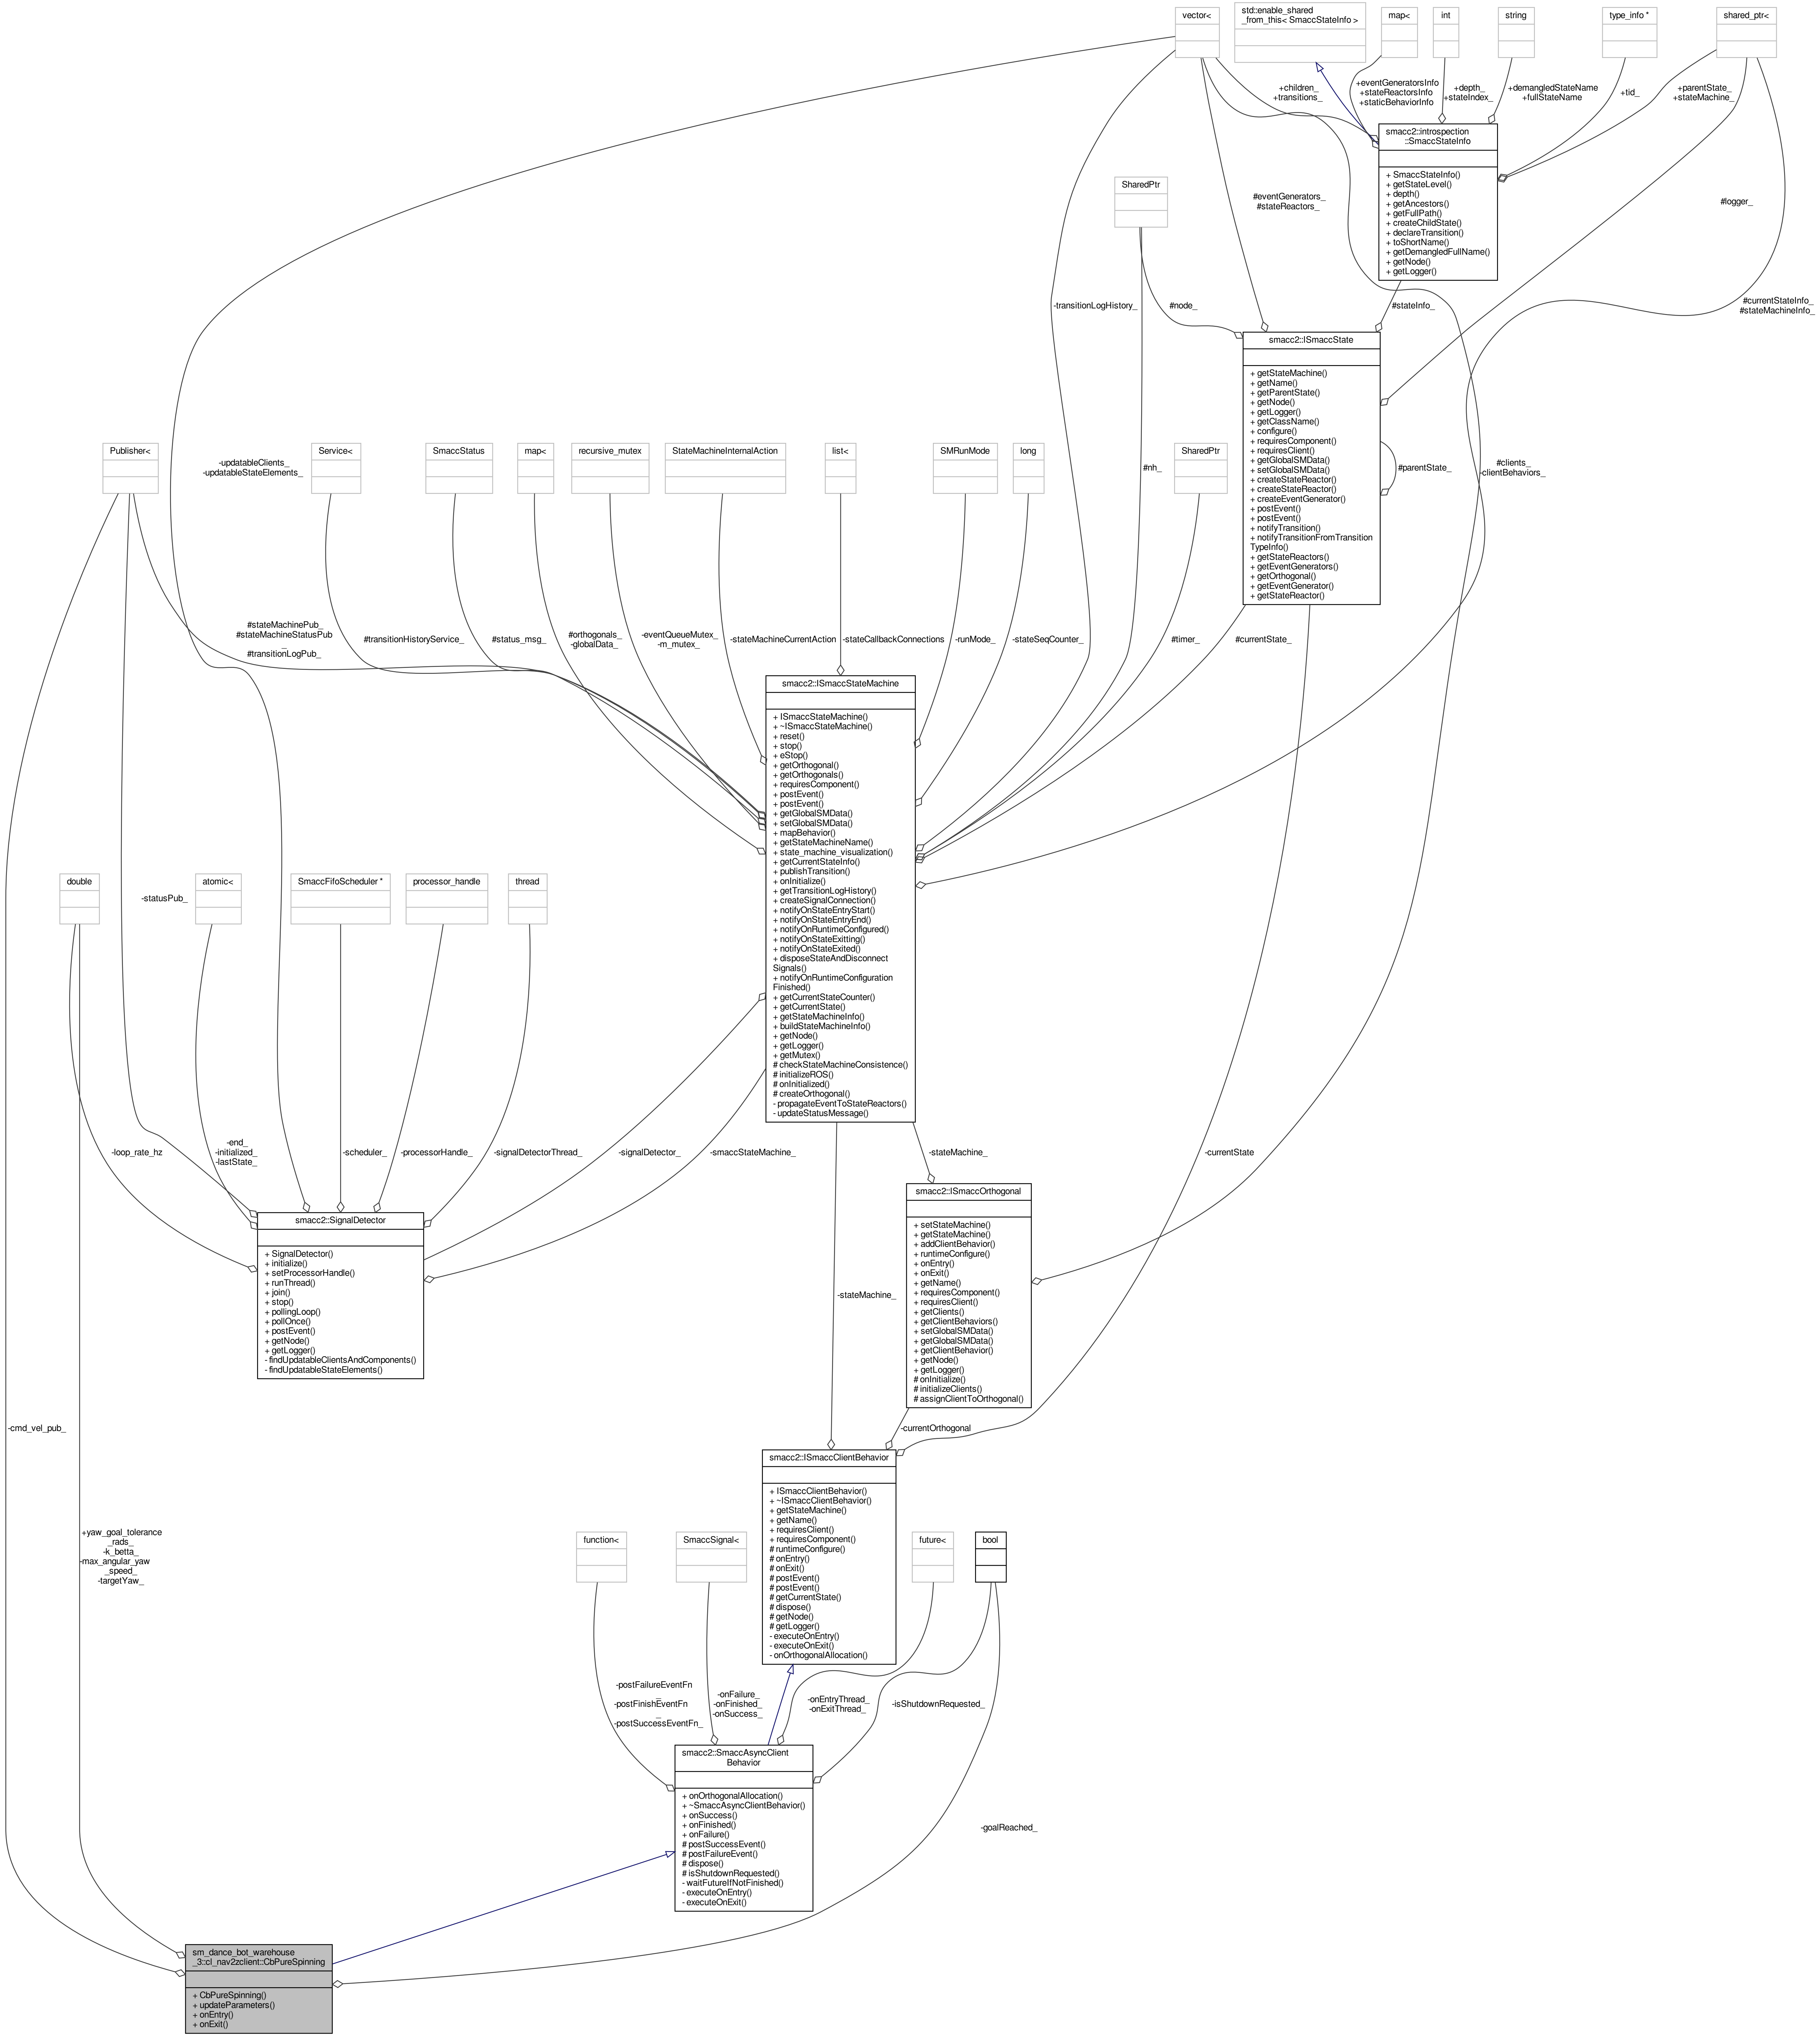 vector<
std::enable_shared
_from_this< SmaccStateInfo >
map<
int
string
type_info *
shared_ptr<
+children_
+transitions_
+eventGeneratorsInfo
+stateReactorsInfo
+staticBehaviorInfo
+depth_
+stateIndex_
+demangledStateName
+fullStateName
+tid_
+parentState_
+stateMachine_
smacc2::introspection
::SmaccStateInfo
+ SmaccStateInfo()
+ getStateLevel()
+ depth()
+ getAncestors()
+ getFullPath()
+ createChildState()
+ declareTransition()
+ toShortName()
+ getDemangledFullName()
+ getNode()
+ getLogger()
SharedPtr
#eventGenerators_
#stateReactors_
#logger_
-transitionLogHistory_
#node_
#stateInfo_
#currentStateInfo_
#stateMachineInfo_
smacc2::ISmaccState
+ getStateMachine()
+ getName()
+ getParentState()
+ getNode()
+ getLogger()
+ getClassName()
+ configure()
+ requiresComponent()
+ requiresClient()
+ getGlobalSMData()
+ setGlobalSMData()
+ createStateReactor()
+ createStateReactor()
+ createEventGenerator()
+ postEvent()
+ postEvent()
+ notifyTransition()
+ notifyTransitionFromTransition
TypeInfo()
+ getStateReactors()
+ getEventGenerators()
+ getOrthogonal()
+ getEventGenerator()
+ getStateReactor()
#parentState_
#clients_
-clientBehaviors_
Publisher<
-updatableClients_
-updatableStateElements_
Service<
SmaccStatus
map<
recursive_mutex
StateMachineInternalAction
list<
SMRunMode
long
#nh_
SharedPtr
#stateMachinePub_
#stateMachineStatusPub
_
#transitionLogPub_
#transitionHistoryService_
#status_msg_
#orthogonals_
-globalData_
-eventQueueMutex_
-m_mutex_
-stateMachineCurrentAction
-stateCallbackConnections
-runMode_
-stateSeqCounter_
#timer_
#currentState_
smacc2::ISmaccStateMachine
+ ISmaccStateMachine()
+ ~ISmaccStateMachine()
+ reset()
+ stop()
+ eStop()
+ getOrthogonal()
+ getOrthogonals()
+ requiresComponent()
+ postEvent()
+ postEvent()
+ getGlobalSMData()
+ setGlobalSMData()
+ mapBehavior()
+ getStateMachineName()
+ state_machine_visualization()
+ getCurrentStateInfo()
+ publishTransition()
+ onInitialize()
+ getTransitionLogHistory()
+ createSignalConnection()
+ notifyOnStateEntryStart()
+ notifyOnStateEntryEnd()
+ notifyOnRuntimeConfigured()
+ notifyOnStateExitting()
+ notifyOnStateExited()
+ disposeStateAndDisconnect
Signals()
+ notifyOnRuntimeConfiguration
Finished()
+ getCurrentStateCounter()
+ getCurrentState()
+ getStateMachineInfo()
+ buildStateMachineInfo()
+ getNode()
+ getLogger()
+ getMutex()
# checkStateMachineConsistence()
# initializeROS()
# onInitialized()
# createOrthogonal()
- propagateEventToStateReactors()
- updateStatusMessage()
double
-statusPub_
atomic<
SmaccFifoScheduler *
processor_handle
thread
-loop_rate_hz
-end_
-initialized_
-lastState_
-scheduler_
-processorHandle_
-signalDetectorThread_
-signalDetector_
-smaccStateMachine_
-stateMachine_
-currentState
smacc2::SignalDetector
+ SignalDetector()
+ initialize()
+ setProcessorHandle()
+ runThread()
+ join()
+ stop()
+ pollingLoop()
+ pollOnce()
+ postEvent()
+ getNode()
+ getLogger()
- findUpdatableClientsAndComponents()
- findUpdatableStateElements()
smacc2::ISmaccOrthogonal
+ setStateMachine()
+ getStateMachine()
+ addClientBehavior()
+ runtimeConfigure()
+ onEntry()
+ onExit()
+ getName()
+ requiresComponent()
+ requiresClient()
+ getClients()
+ getClientBehaviors()
+ setGlobalSMData()
+ getGlobalSMData()
+ getClientBehavior()
+ getNode()
+ getLogger()
# onInitialize()
# initializeClients()
# assignClientToOrthogonal()
-stateMachine_
-cmd_vel_pub_
-currentOrthogonal
smacc2::ISmaccClientBehavior
+ ISmaccClientBehavior()
+ ~ISmaccClientBehavior()
+ getStateMachine()
+ getName()
+ requiresClient()
+ requiresComponent()
# runtimeConfigure()
# onEntry()
# onExit()
# postEvent()
# postEvent()
# getCurrentState()
# dispose()
# getNode()
# getLogger()
- executeOnEntry()
- executeOnExit()
- onOrthogonalAllocation()
+yaw_goal_tolerance
_rads_
-k_betta_
-max_angular_yaw
_speed_
-targetYaw_
function<
SmaccSignal<
future<
bool
-postFailureEventFn
_
-postFinishEventFn
_
-postSuccessEventFn_
-onFailure_
-onFinished_
-onSuccess_
-onEntryThread_
-onExitThread_
-isShutdownRequested_
smacc2::SmaccAsyncClient
Behavior
+ onOrthogonalAllocation()
+ ~SmaccAsyncClientBehavior()
+ onSuccess()
+ onFinished()
+ onFailure()
# postSuccessEvent()
# postFailureEvent()
# dispose()
# isShutdownRequested()
- waitFutureIfNotFinished()
- executeOnEntry()
- executeOnExit()
-goalReached_
sm_dance_bot_warehouse
_3::cl_nav2zclient::CbPureSpinning
+ CbPureSpinning()
+ updateParameters()
+ onEntry()
+ onExit()